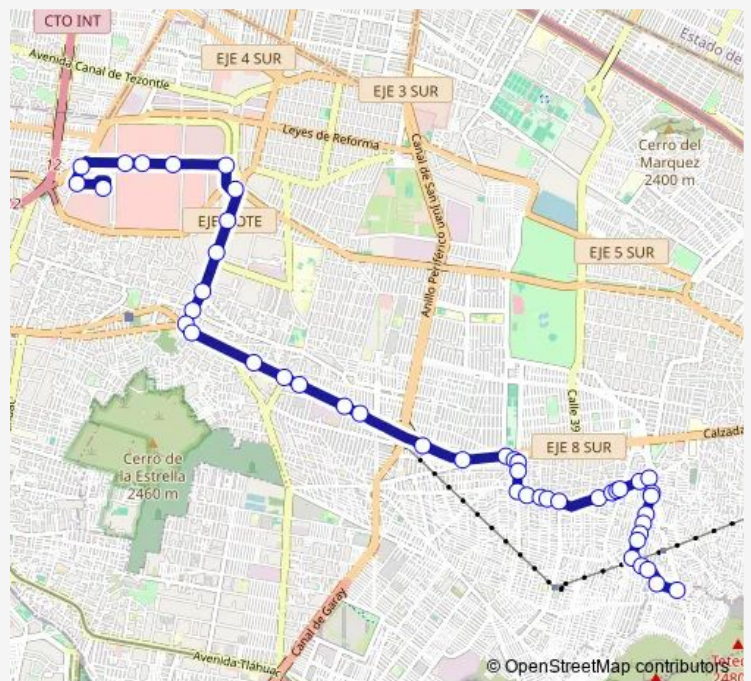 CTO INT
Avenida Canal de Tezontle
EJE 4 SUR
EJE 3 SUR
Estado de
Leyes de Reforma
Canal de San Juan
Cerro del
Marquez
2400 m
12
2
EJE
OTE
EJE 5 SUR
Anillo Periférico
Calle 39
Calzada
EJE 8 SUR
Cerro de
la Estrella
2460 m
Canal de Garay
Avenida Tláhuac
© OpenStreetMap contributors